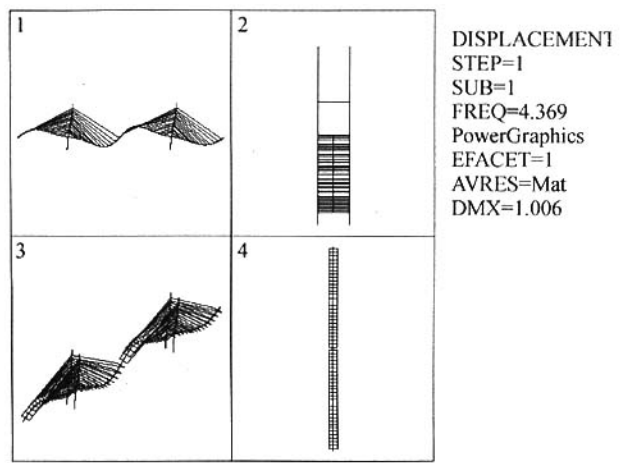 1
2
DISPLACEMENT
STEP=1
SUB=1
FREQ=4.369
PowerGraphics
EFACET=1
AVRES=Mat
DMX=1.006
3
4